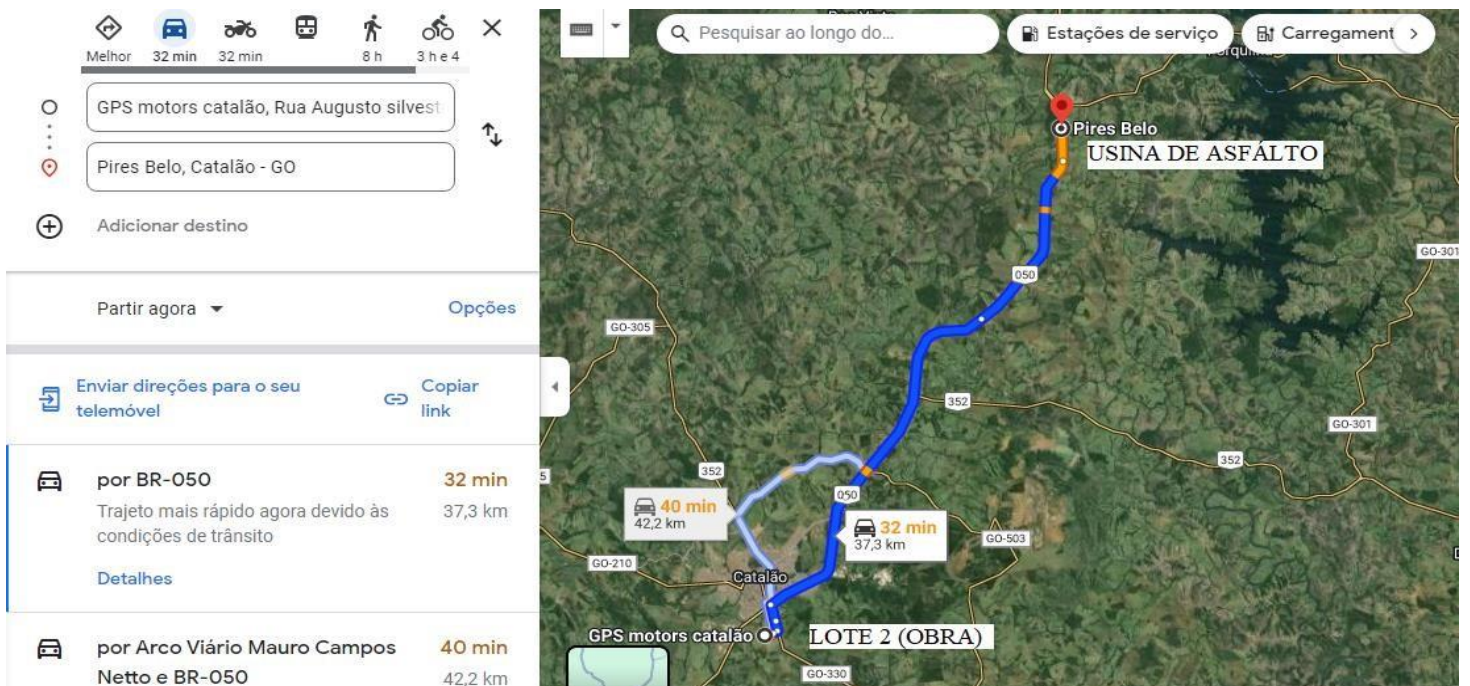 Melhor
32 min
32 min
8 h
3 h e 4
GPS motors catalão, Rua Augusto silvest
Pires Belo, Catalão - GO
Adicionar destino
Partir agora
Opções
Enviar direções para o seu
telemóvel
Copiar
link
por BR-050
32 min
Trajeto mais rápido agora devido às
condições de trânsito
37,3 km
Detalhes
por Arco Viário Mauro Campos
Netto e BR-050
40 min
42,2 km
Pesquisar ao longo do...
Estações de serviço
Carregament
Pires Belo
USINA DE ASFÁLTO
GO-301
050
GO-305
352
GO-301
352
352
5
050
40 min
42,2 km
32 min
37,3 km
GO-503
GO-210
Catalão
GPS motors catalão
LOTE 2 (OBRA)
GO-330